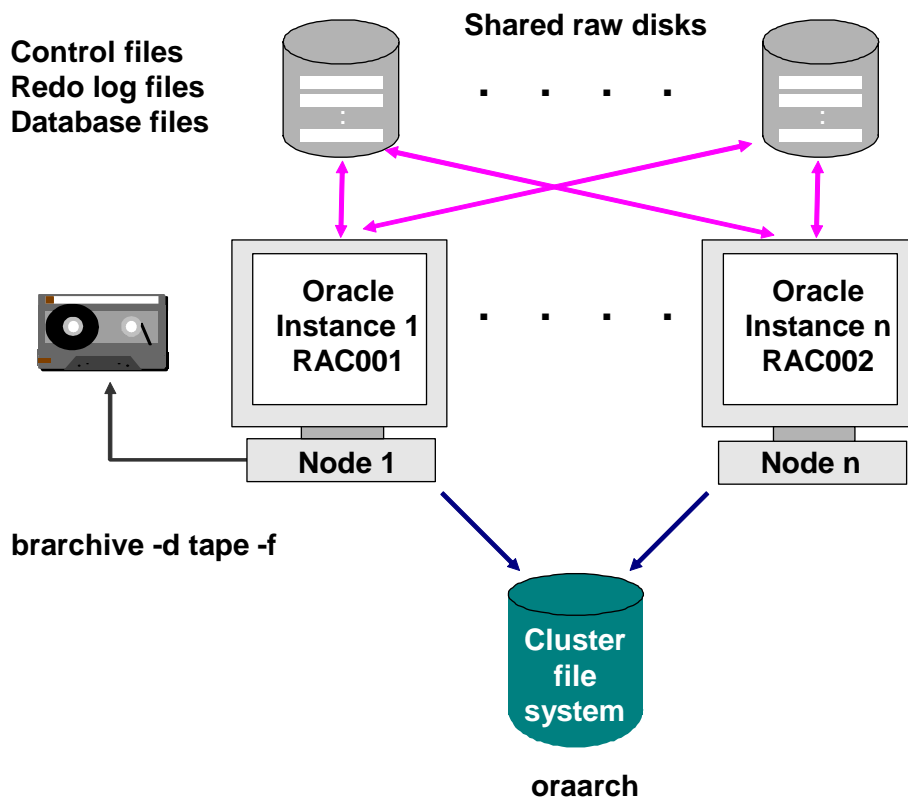 Shared raw disks
Control files
Redo log files
Database files
Oracle
Instance 1
RAC001
Oracle
Instance n
RAC002
Node 1
Node n
brarchive -d tape -f
Cluster
file
system
oraarch